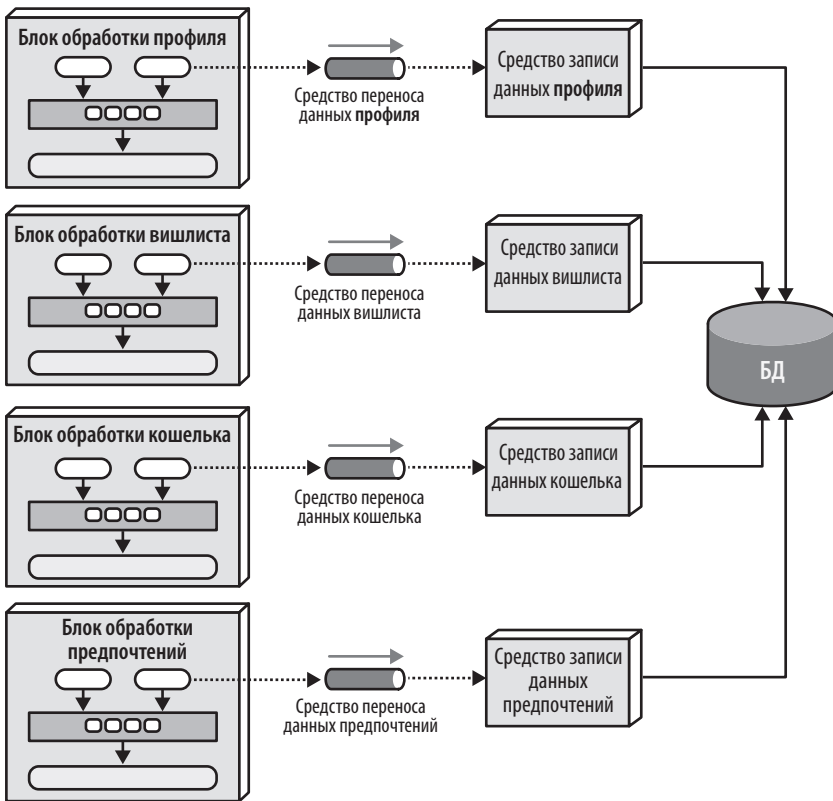 Блок обработки профиля
Средство переноса
данных профиля
Средство записи
данных профиля
Блок обработки вишлиста
Средство переноса
данных вишлиста
Средство записи
данных вишлиста
БД
Блок обработки кошелька
Средство переноса
данных кошелька
Средство записи
данных кошелька
Блок обработки
предпочтений
Средство переноса
данных предпочтений
Средство записи
данных
предпочтений